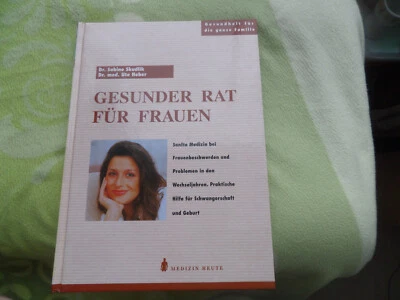 Gesundheit für
die ganze Familie
Dr. Sabine Skudlik
Dr. med. Ute Huber
GESUNDER RAT
FÜR FRAUEN
Sanfte Medizin bei
Frauenbeschwerden und
Problemen in den
Wechseljahren. Praktische
Hilfe für Schwangerschaft
und Geburt
MEDIZIN HEUTE